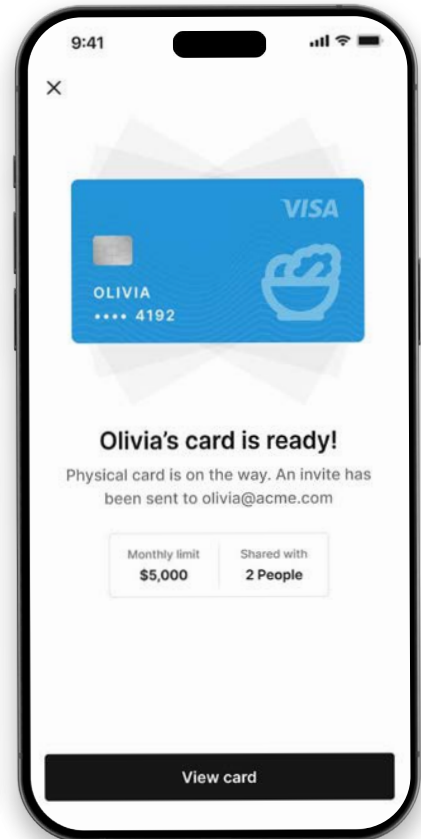 9:41
VISA
OLIVIA
•••• 4192
Olivia's card is ready!
Physical card is on the way. An invite has
been sent to olivia@acme.com
Monthly limit
$5,000
Shared with
2 People
View card